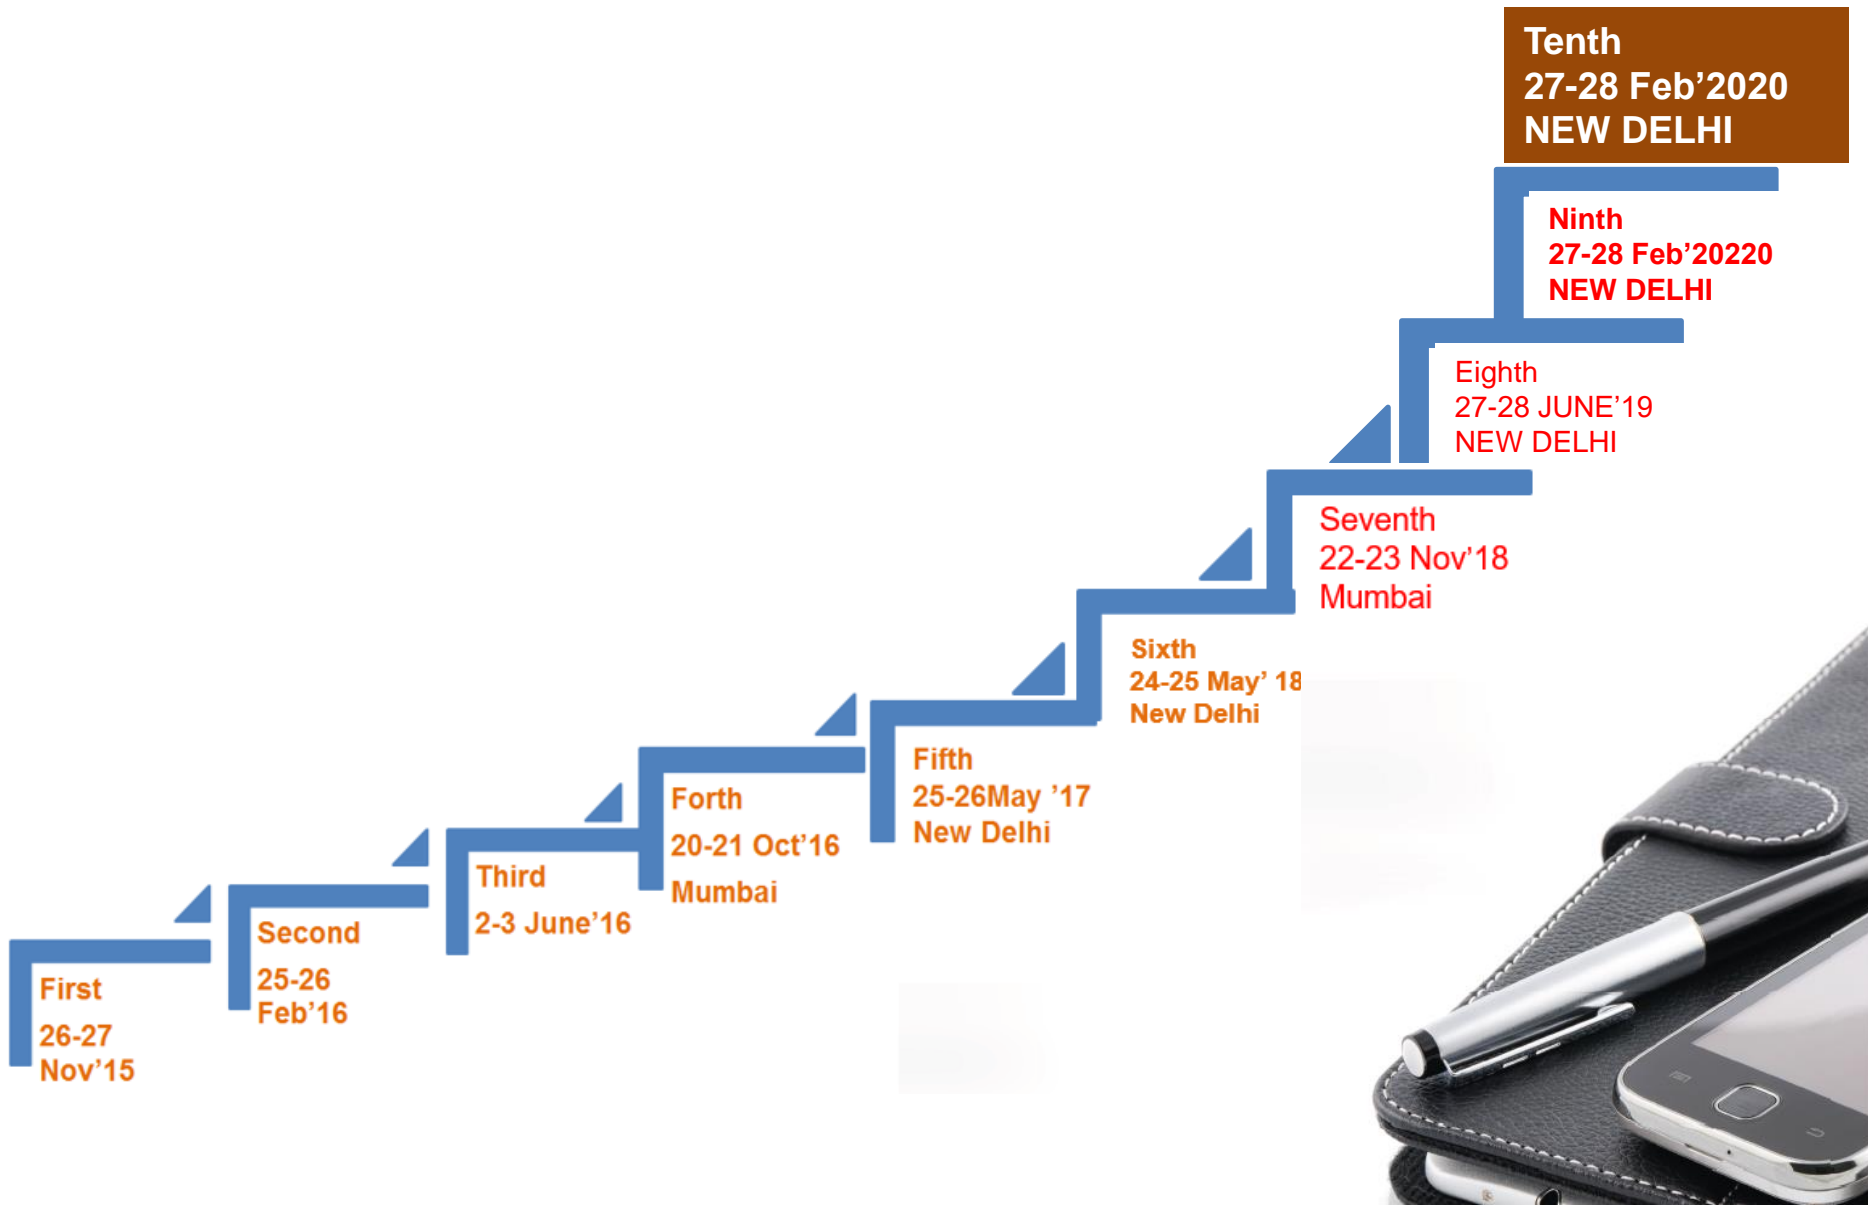 Tenth
27-28 Feb’2020
NEW DELHI
Ninth
27-28 Feb’20220
NEW DELHI
Eighth
27-28 JUNE’19
NEW DELHI
Seventh
22-23 Nov’18
Mumbai
Sixth
24-25 May’ 18
New Delhi
Fifth
25-26May ’17
New Delhi
Forth
20-21 Oct’16
Mumbai
Third
2-3 June’16
Second
25-26
Feb’16
First
26-27
Nov’15